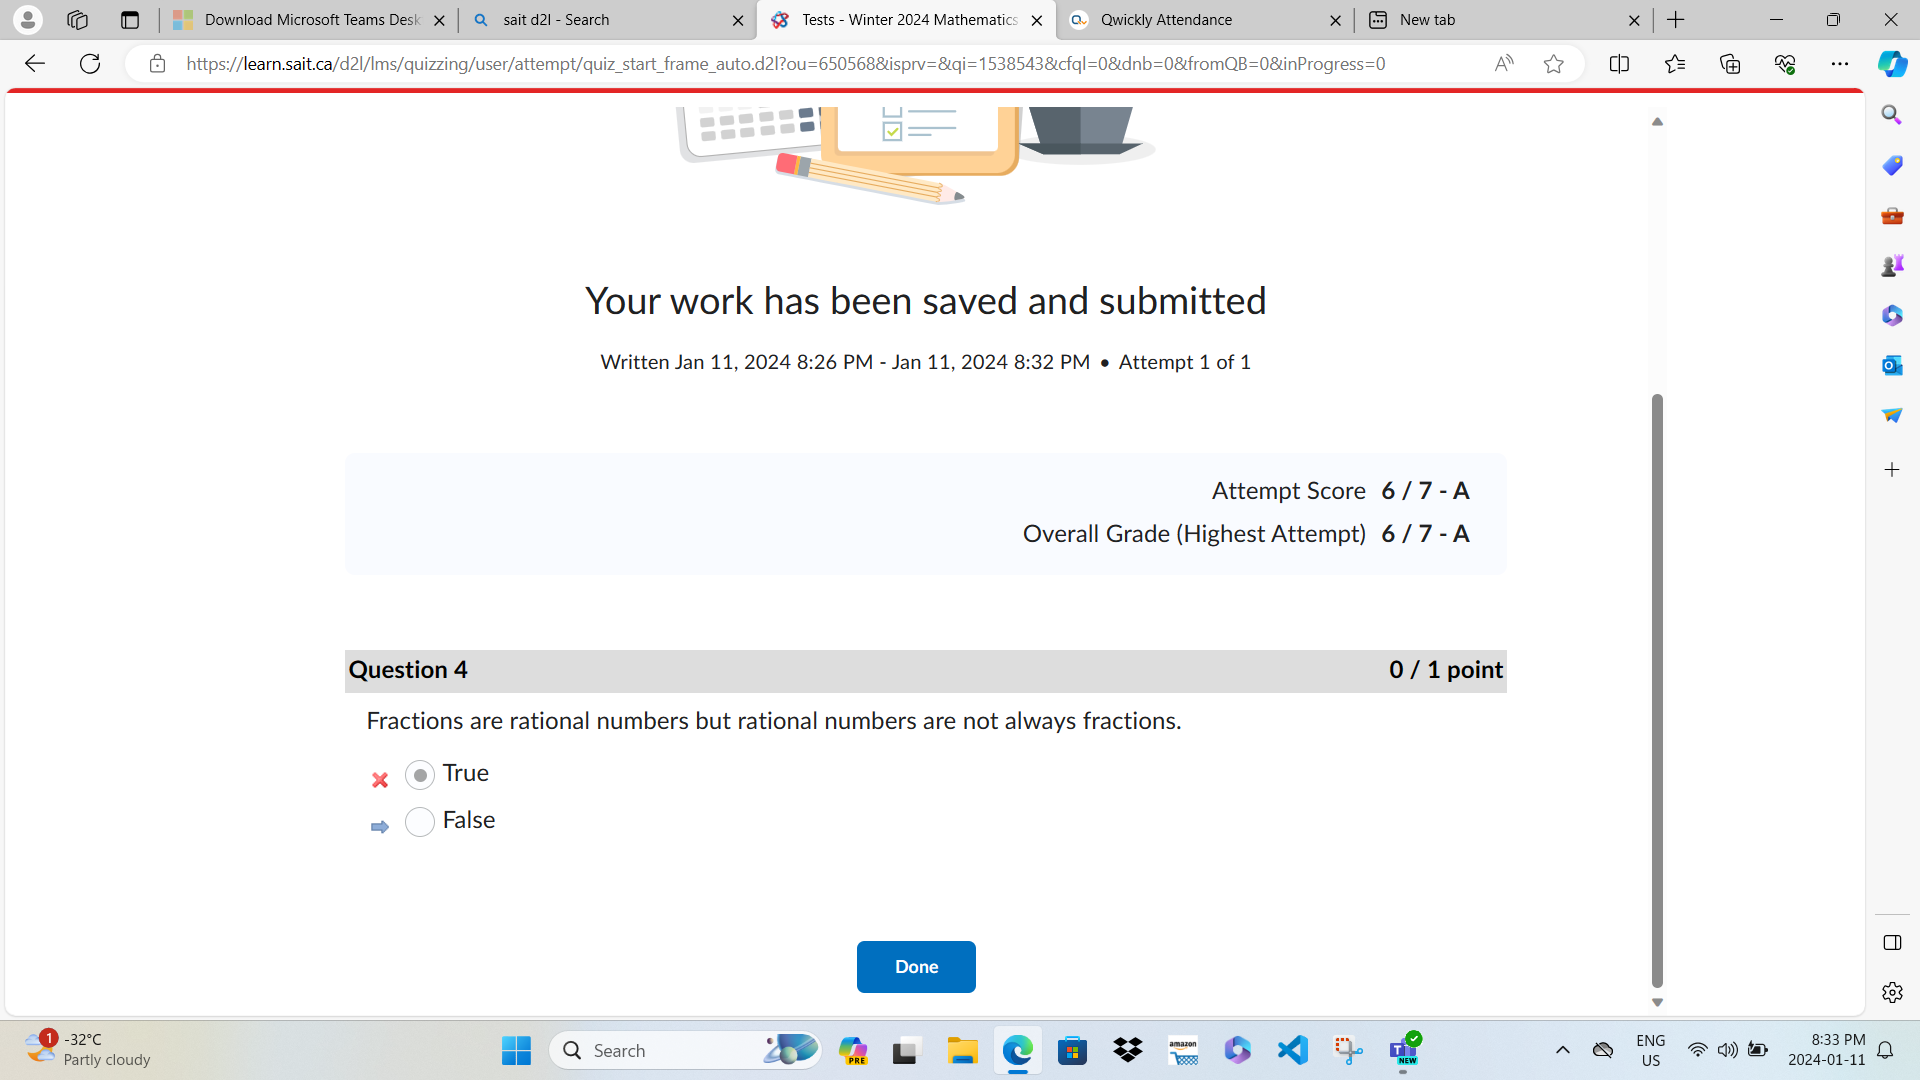 Download Microsoft Teams Desk
sait d2l - Search
Tests - Winter 2024 Mathematics
Qwickly Attendance
New tab
https://learn.sait.ca/d2l/lms/quizzing/user/attempt/quiz_start_frame_auto.d2l?ou=650568&isprv=&qi=1538543&cfql=0&dnb=0&fromQB=0&inProgress=0
Your work has been saved and submitted
Written Jan 11, 2024 8:26 PM - Jan 11, 2024 8:32 PM • Attempt 1 of 1
Attempt Score 6 / 7 - A
Overall Grade (Highest Attempt) 6 / 7 - A
Question 4 0 / 1 point
Fractions are rational numbers but rational numbers are not always fractions.
True
False
Done
1
-32°C
Partly cloudy
Search
PRE
amazon
NEW
ENG
US
8:33 PM
2024-01-11